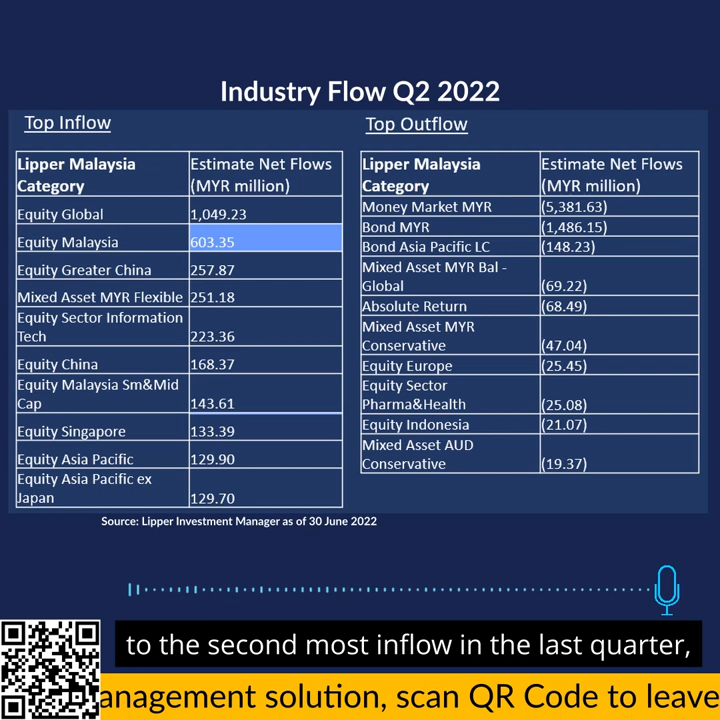 Industry Flow Q2 2022
Top Inflow
Lipper Malaysia Category Estimate Net Flows (MYR million)
Equity Global 1,049.23
Equity Malaysia 603.35
Equity Greater China 257.87
Mixed Asset MYR Flexible 251.18
Equity Sector Information Tech 223.36
Equity China 168.37
Equity Malaysia Sm&Mid Cap 143.61
Equity Singapore 133.39
Equity Asia Pacific 129.90
Equity Asia Pacific ex Japan 129.70
Top Outflow
Lipper Malaysia Category Estimate Net Flows (MYR million)
Money Market MYR (5,381.63)
Bond MYR (1,486.15)
Bond Asia Pacific LC (148.23)
Mixed Asset MYR Bal - Global (69.22)
Absolute Return (68.49)
Mixed Asset MYR Conservative (47.04)
Equity Europe (25.45)
Equity Sector Pharma&Health (25.08)
Equity Indonesia (21.07)
Mixed Asset AUD Conservative (19.37)
Source: Lipper Investment Manager as of 30 June 2022
to the second most inflow in the last quarter,
anagement solution, scan QR Code to leave